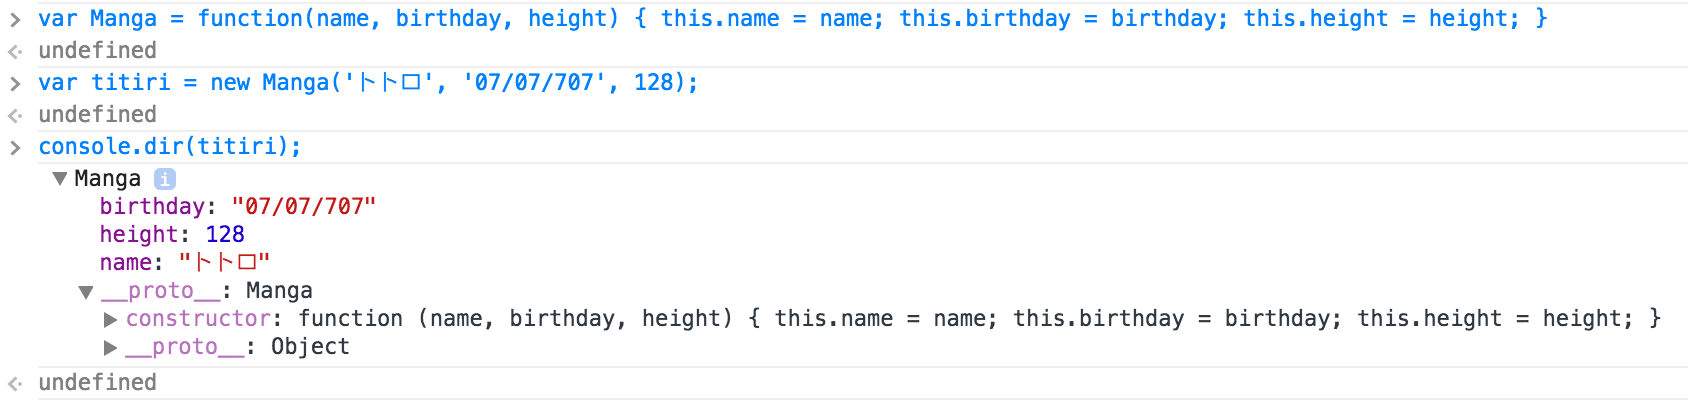 var Manga = function(name, birthday, height) { this.name = name; this.birthday = birthday; this.height = height; }
undefined
var titiri = new Manga('トトロ', '07/07/707', 128);
undefined
console.dir(titiri);
Manga i
birthday: "07/07/707"
height: 128
name: "トトロ"
__proto__: Manga
constructor: function (name, birthday, height) { this.name = name; this.birthday = birthday; this.height = height; }
__proto__: Object
undefined